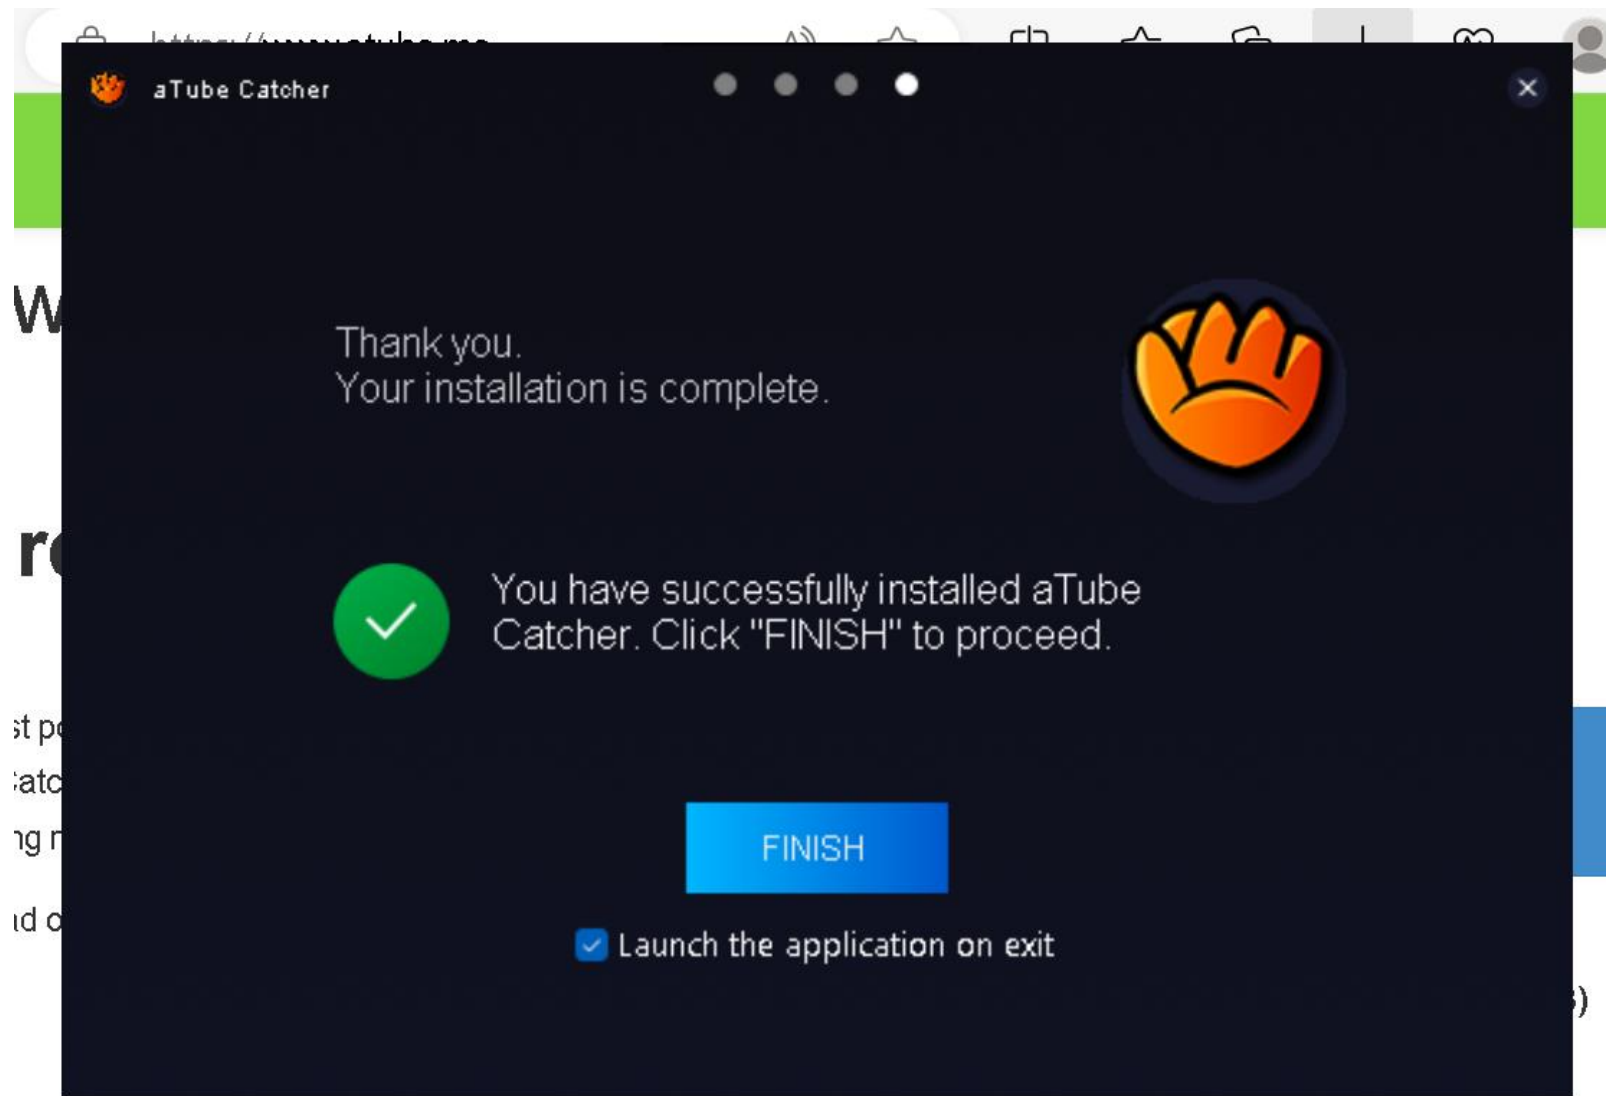 aTube Catcher
Thank you.
Your installation is complete.
You have successfully installed aTube
Catcher. Click "FINISH" to proceed.
FINISH
Launch the application on exit